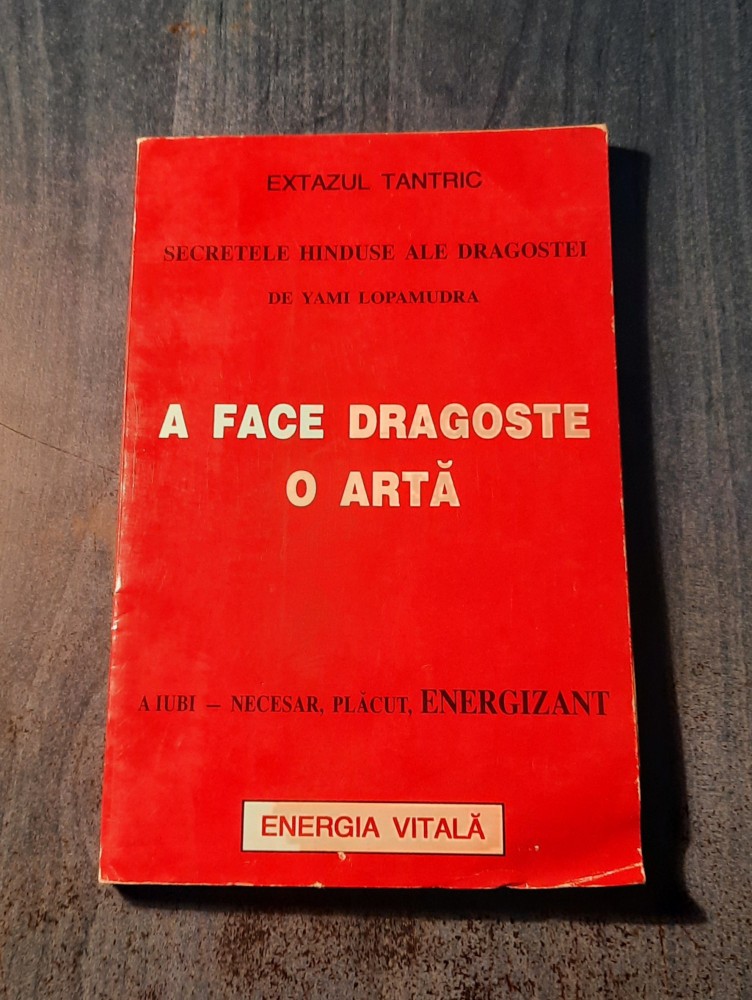 EXTAZUL TANTRIC
SECRETELE HINDUSE ALE DRAGOSTEI
DE YAMI LOPAMUDRA
A FACE DRAGOSTE
O ARTĂ
A IUBI – NECESAR, PLĂCUT, ENERGIZANT
ENERGIA VITALĂ